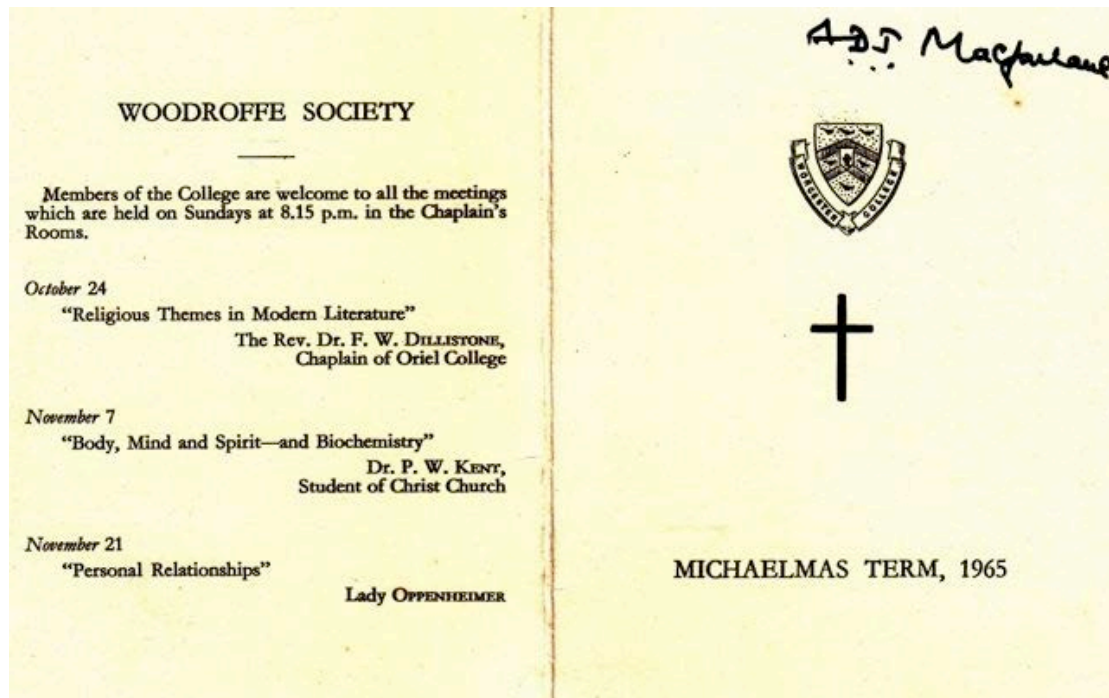 WOODROFFE SOCIETY
Members of the College are welcome to all the meetings
which are held on Sundays at 8.15 p.m. in the Chaplain's
Rooms.
October 24
“Religious Themes in Modern Literature”
The Rev. Dr. F. W. DILLISTONE,
Chaplain of Oriel College
November 7
“Body, Mind and Spirit—and Biochemistry”
Dr. P. W. KENT,
Student of Christ Church
November 21
“Personal Relationships”
Lady OPPENHEIMER
ADJ Macfarlane
WORCESTER COLLEGE
MICHAELMAS TERM, 1965